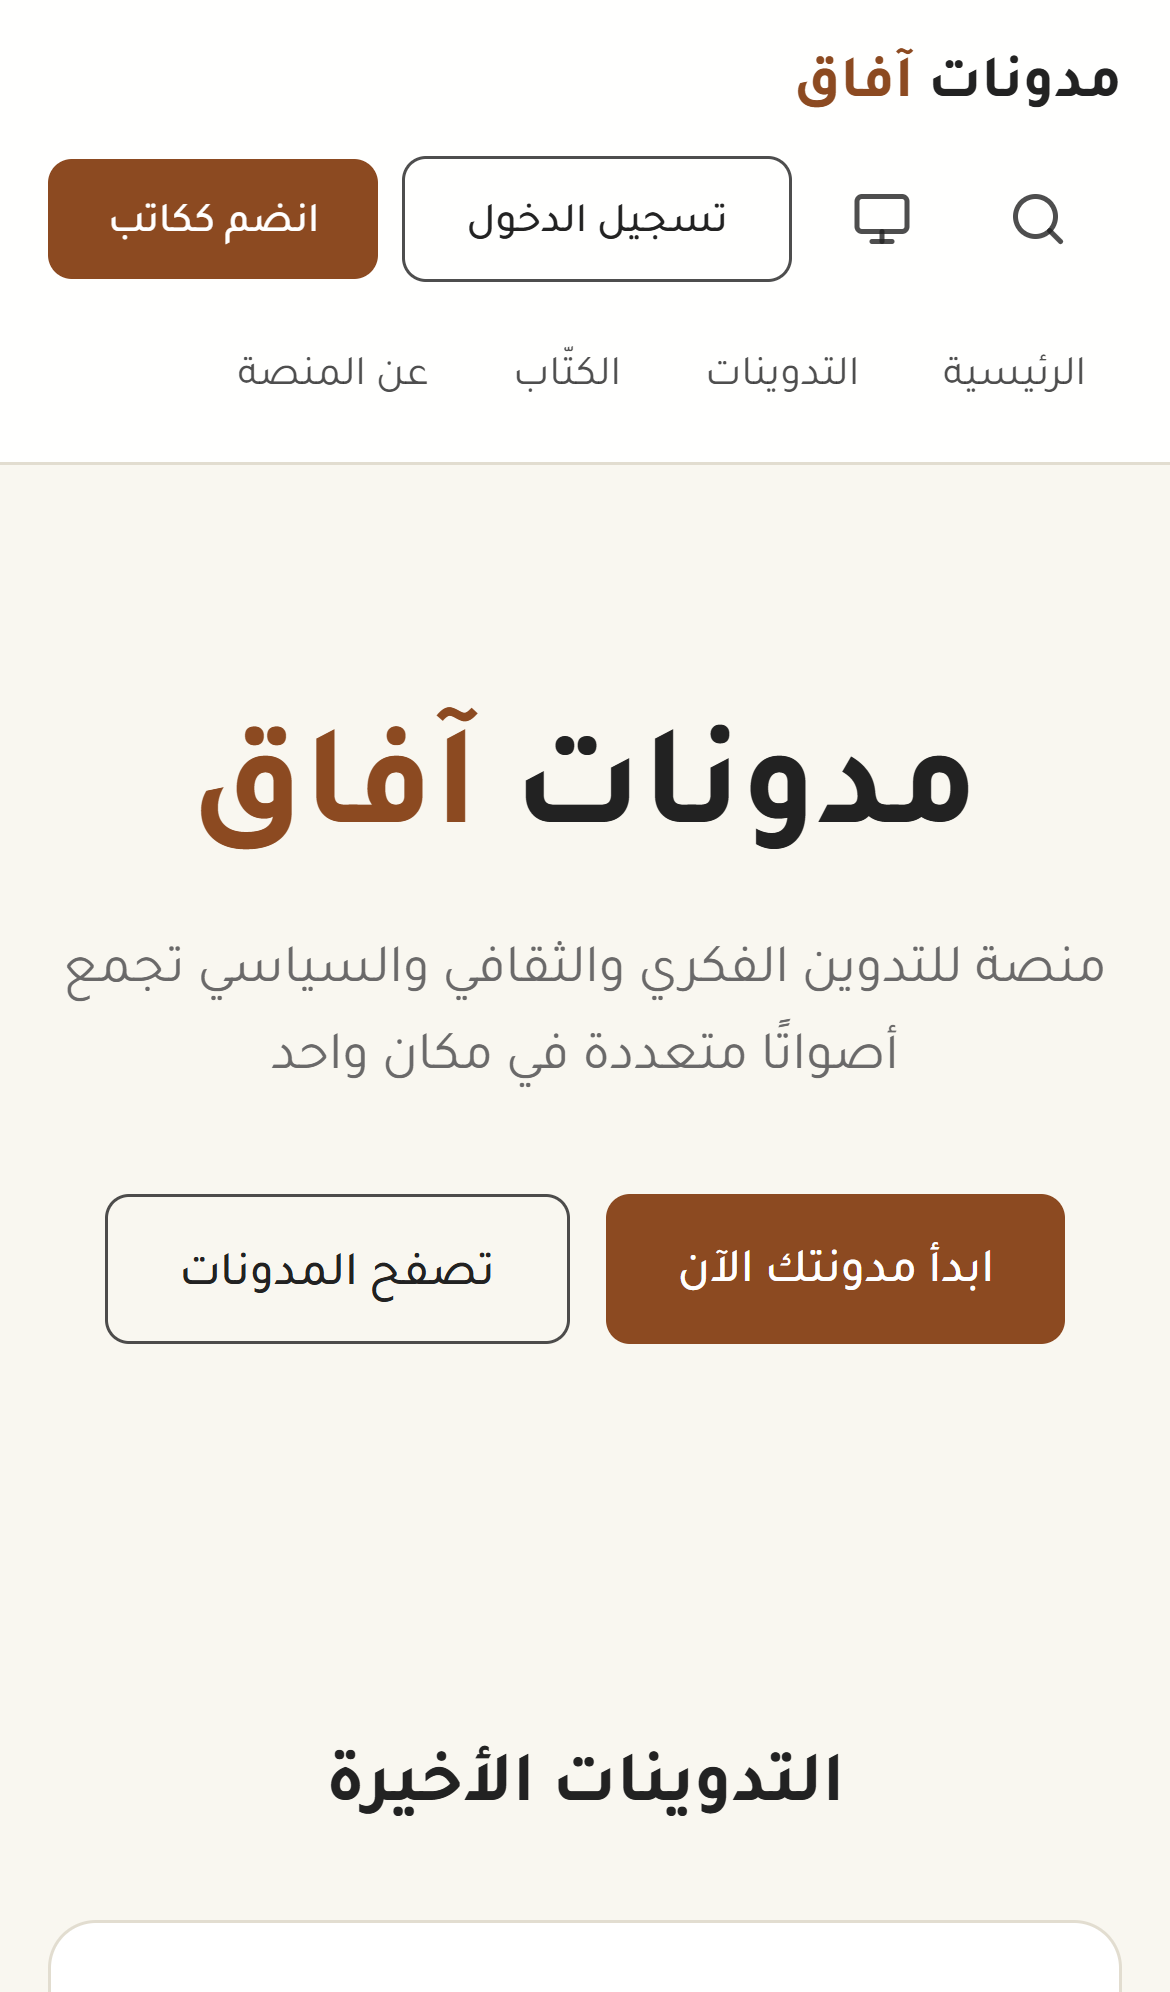 مدونات آفاق
تسجيل الدخول
انضم ككاتب
الرئيسية
التدوينات
الكتّاب
عن المنصة
مدونات آفاق
منصة للتدوين الفكري والثقافي والسياسي تجمع
أصواتًا متعددة في مكان واحد
ابدأ مدونتك الآن
تصفح المدونات
التدوينات الأخيرة